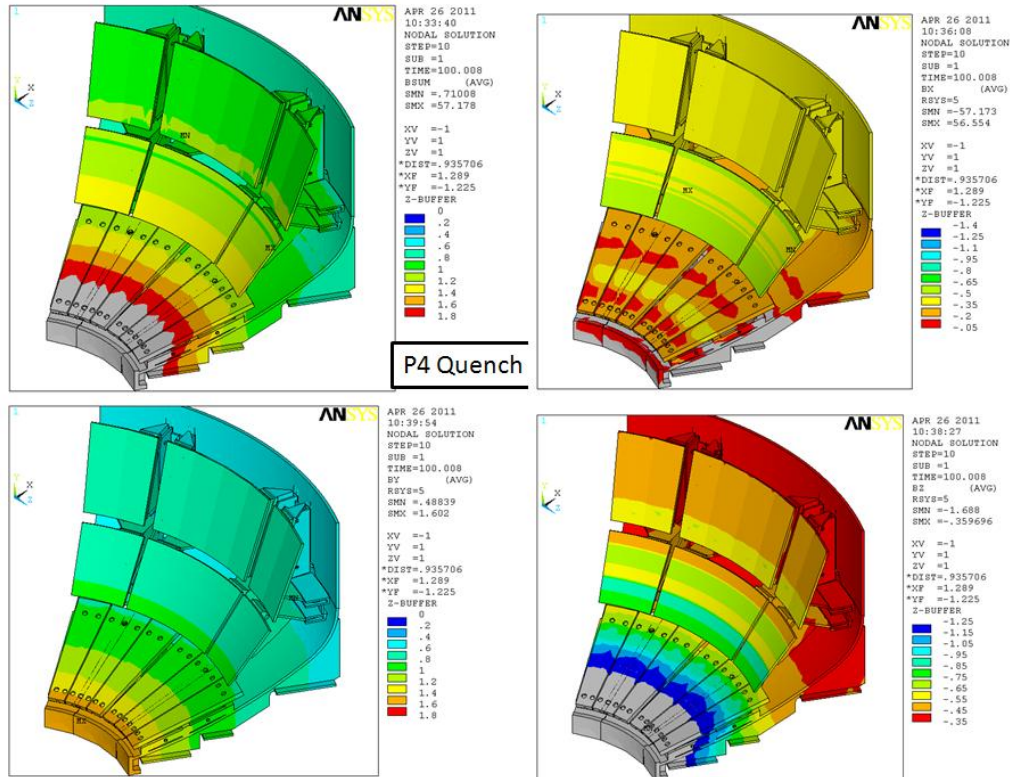 1
ANSYS
APR 26 2011
10:33:40
NODAL SOLUTION
STEP=10
SUB =1
TIME=100.008
BSUM (AVG)
SMN =.71008
SMX =57.178
XV =-1
YV =1
ZV =1
*DIST=.935706
*XF =1.289
*YF =-1.225
Z-BUFFER
0
.2
.4
.6
.8
1
1.2
1.4
1.6
1.8
Y
X
Z
MN
MX
1
ANSYS
APR 26 2011
10:36:08
NODAL SOLUTION
STEP=10
SUB =1
TIME=100.008
BX (AVG)
RSYS=5
SMN =-57.173
SMX =56.554
XV =-1
YV =1
ZV =1
*DIST=.935706
*XF =1.289
*YF =-1.225
Z-BUFFER
-1.4
-1.25
-1.1
-.95
-.8
-.65
-.5
-.35
-.2
-.05
Y
X
Z
MX
MX
P4 Quench
1
ANSYS
APR 26 2011
10:39:54
NODAL SOLUTION
STEP=10
SUB =1
TIME=100.008
BY (AVG)
RSYS=5
SMN =.48839
SMX =1.602
XV =-1
YV =1
ZV =1
*DIST=.935706
*XF =1.289
*YF =-1.225
Z-BUFFER
0
.2
.4
.6
.8
1
1.2
1.4
1.6
1.8
Y
X
Z
1
ANSYS
APR 26 2011
10:38:27
NODAL SOLUTION
STEP=10
SUB =1
TIME=100.008
BZ (AVG)
RSYS=5
SMN =-1.688
SMX =-.359696
XV =-1
YV =1
ZV =1
*DIST=.935706
*XF =1.289
*YF =-1.225
Z-BUFFER
-1.25
-1.15
-1.05
-.95
-.85
-.75
-.65
-.55
-.45
-.35
Y
X
Z